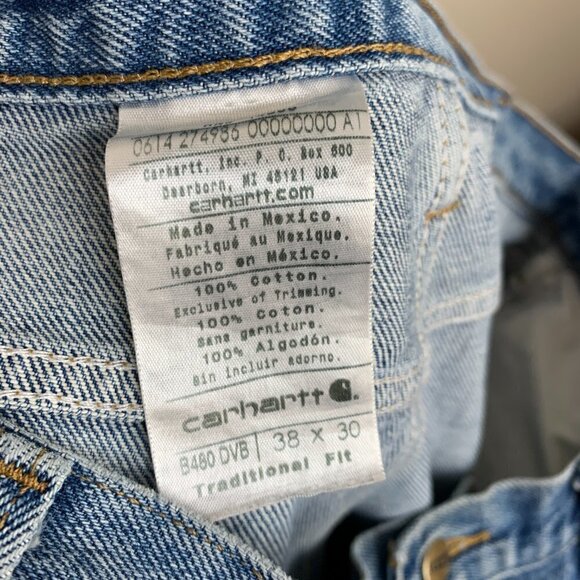 0614 274986 00000000 A1
Carhartt, Inc. P. O. Box 600
Dearborn, MI 48121 USA
carhartt.com
Made in Mexico.
Fabriqué au Mexique.
Hecho en México.
100% Cotton.
Exclusive of Trimming.
100% Coton.
sans garniture.
100% Algodón.
sin incluir adorno.
carhartt
B480 DVB | 38 X 30
Traditional Fit